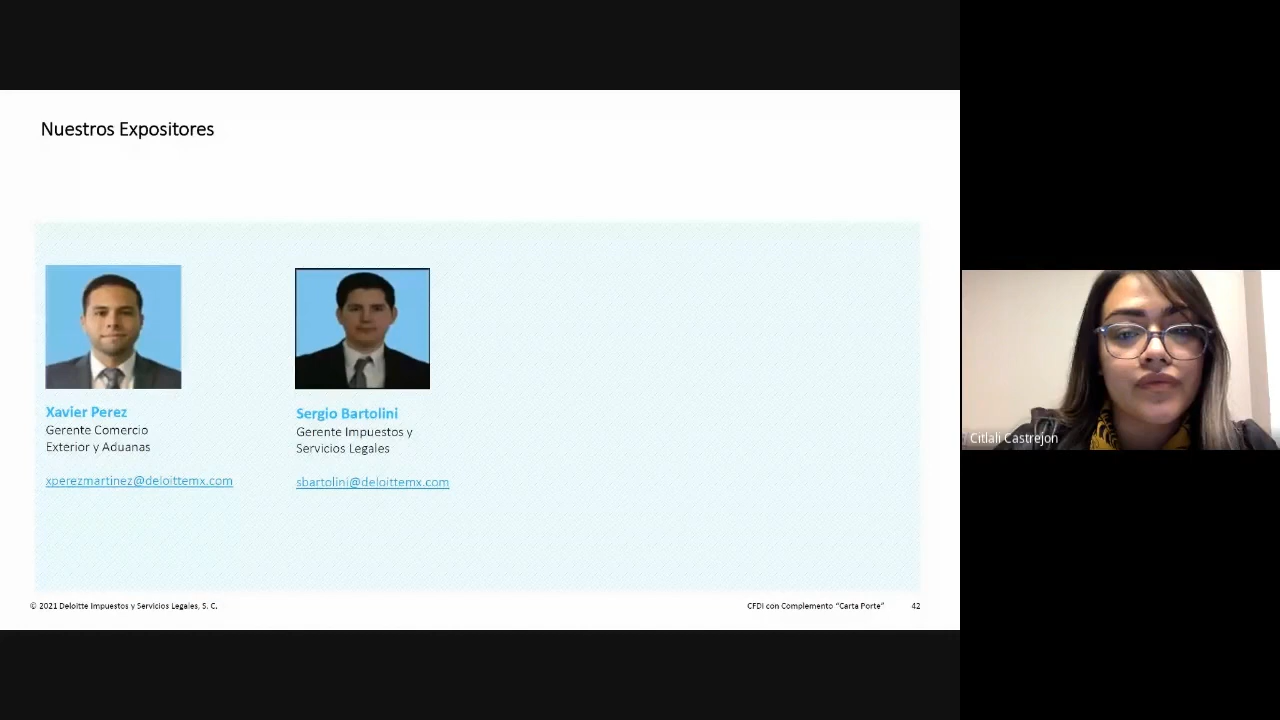 Nuestros Expositores
Xavier Perez
Gerente Comercio
Exterior y Aduanas
xperezmartinez@deloittemx.com
Sergio Bartolini
Gerente Impuestos y
Servicios Legales
sbartolini@deloittemx.com
Citlali Castrejon
© 2021 Deloitte Impuestos y Servicios Legales, S. C.
CFDI con Complemento “Carta Porte”
42